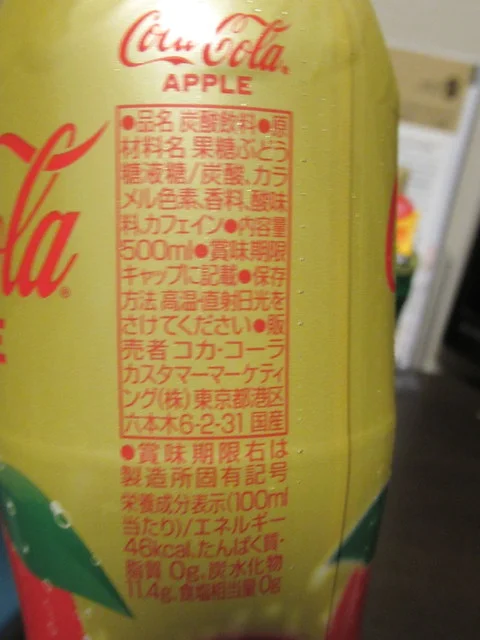 Coca-Cola
APPLE
●品名 炭酸飲料●原
材料名 果糖ぶどう
糖液糖/炭酸、カラ
メル色素、香料、酸味
料、カフェイン●内容量
500ml●賞味期限
キャップに記載●保存
方法 高温・直射日光を
さけてください●販
売者 コカ・コーラ
カスタマーマーケティ
ング(株)東京都港区
六本木6-2-31 国産
●賞味期限右は
製造所固有記号
栄養成分表示(100ml
当たり)/エネルギー
46kcal、たんぱく質・
脂質 0g、炭水化物
11.4g、食塩相当量 0g
la
E